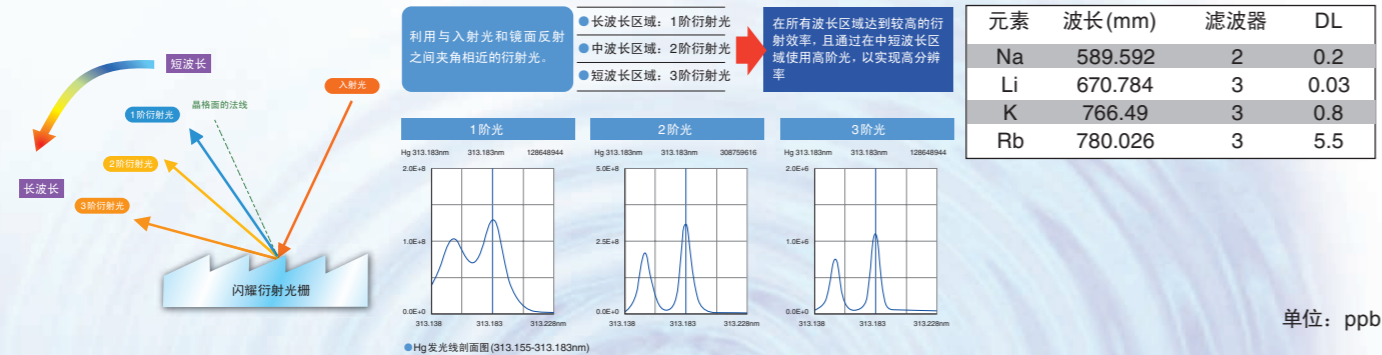 短波长
入射光
晶格面的法线
1阶衍射光
2阶衍射光
长波长
3阶衍射光
闪耀衍射光栅
利用与入射光和镜面反射
之间夹角相近的衍射光。
●长波长区域：1阶衍射光
●中波长区域：2阶衍射光
●短波长区域：3阶衍射光
在所有波长区域达到较高的衍
射效率，且通过在中短波长区
域使用高阶光，以实现高分辨
率
1阶光
Hg 313.183nm 313.183nm 128648944
2.0E+8
1.0E+8
0.0E+0
313.138 313.183 313.228nm
2阶光
Hg 313.183nm 313.183nm 308759616
5.0E+8
2.5E+8
0.0E+0
313.138 313.183 313.228nm
3阶光
Hg 313.183nm 313.183nm 128648944
2.0E+6
1.0E+6
0.0E+0
313.138 313.183 313.228nm
●Hg发光线剖面图(313.155-313.183nm)
元素 波长(mm) 滤波器 DL
Na 589.592 2 0.2
Li 670.784 3 0.03
K 766.49 3 0.8
Rb 780.026 3 5.5
单位：ppb